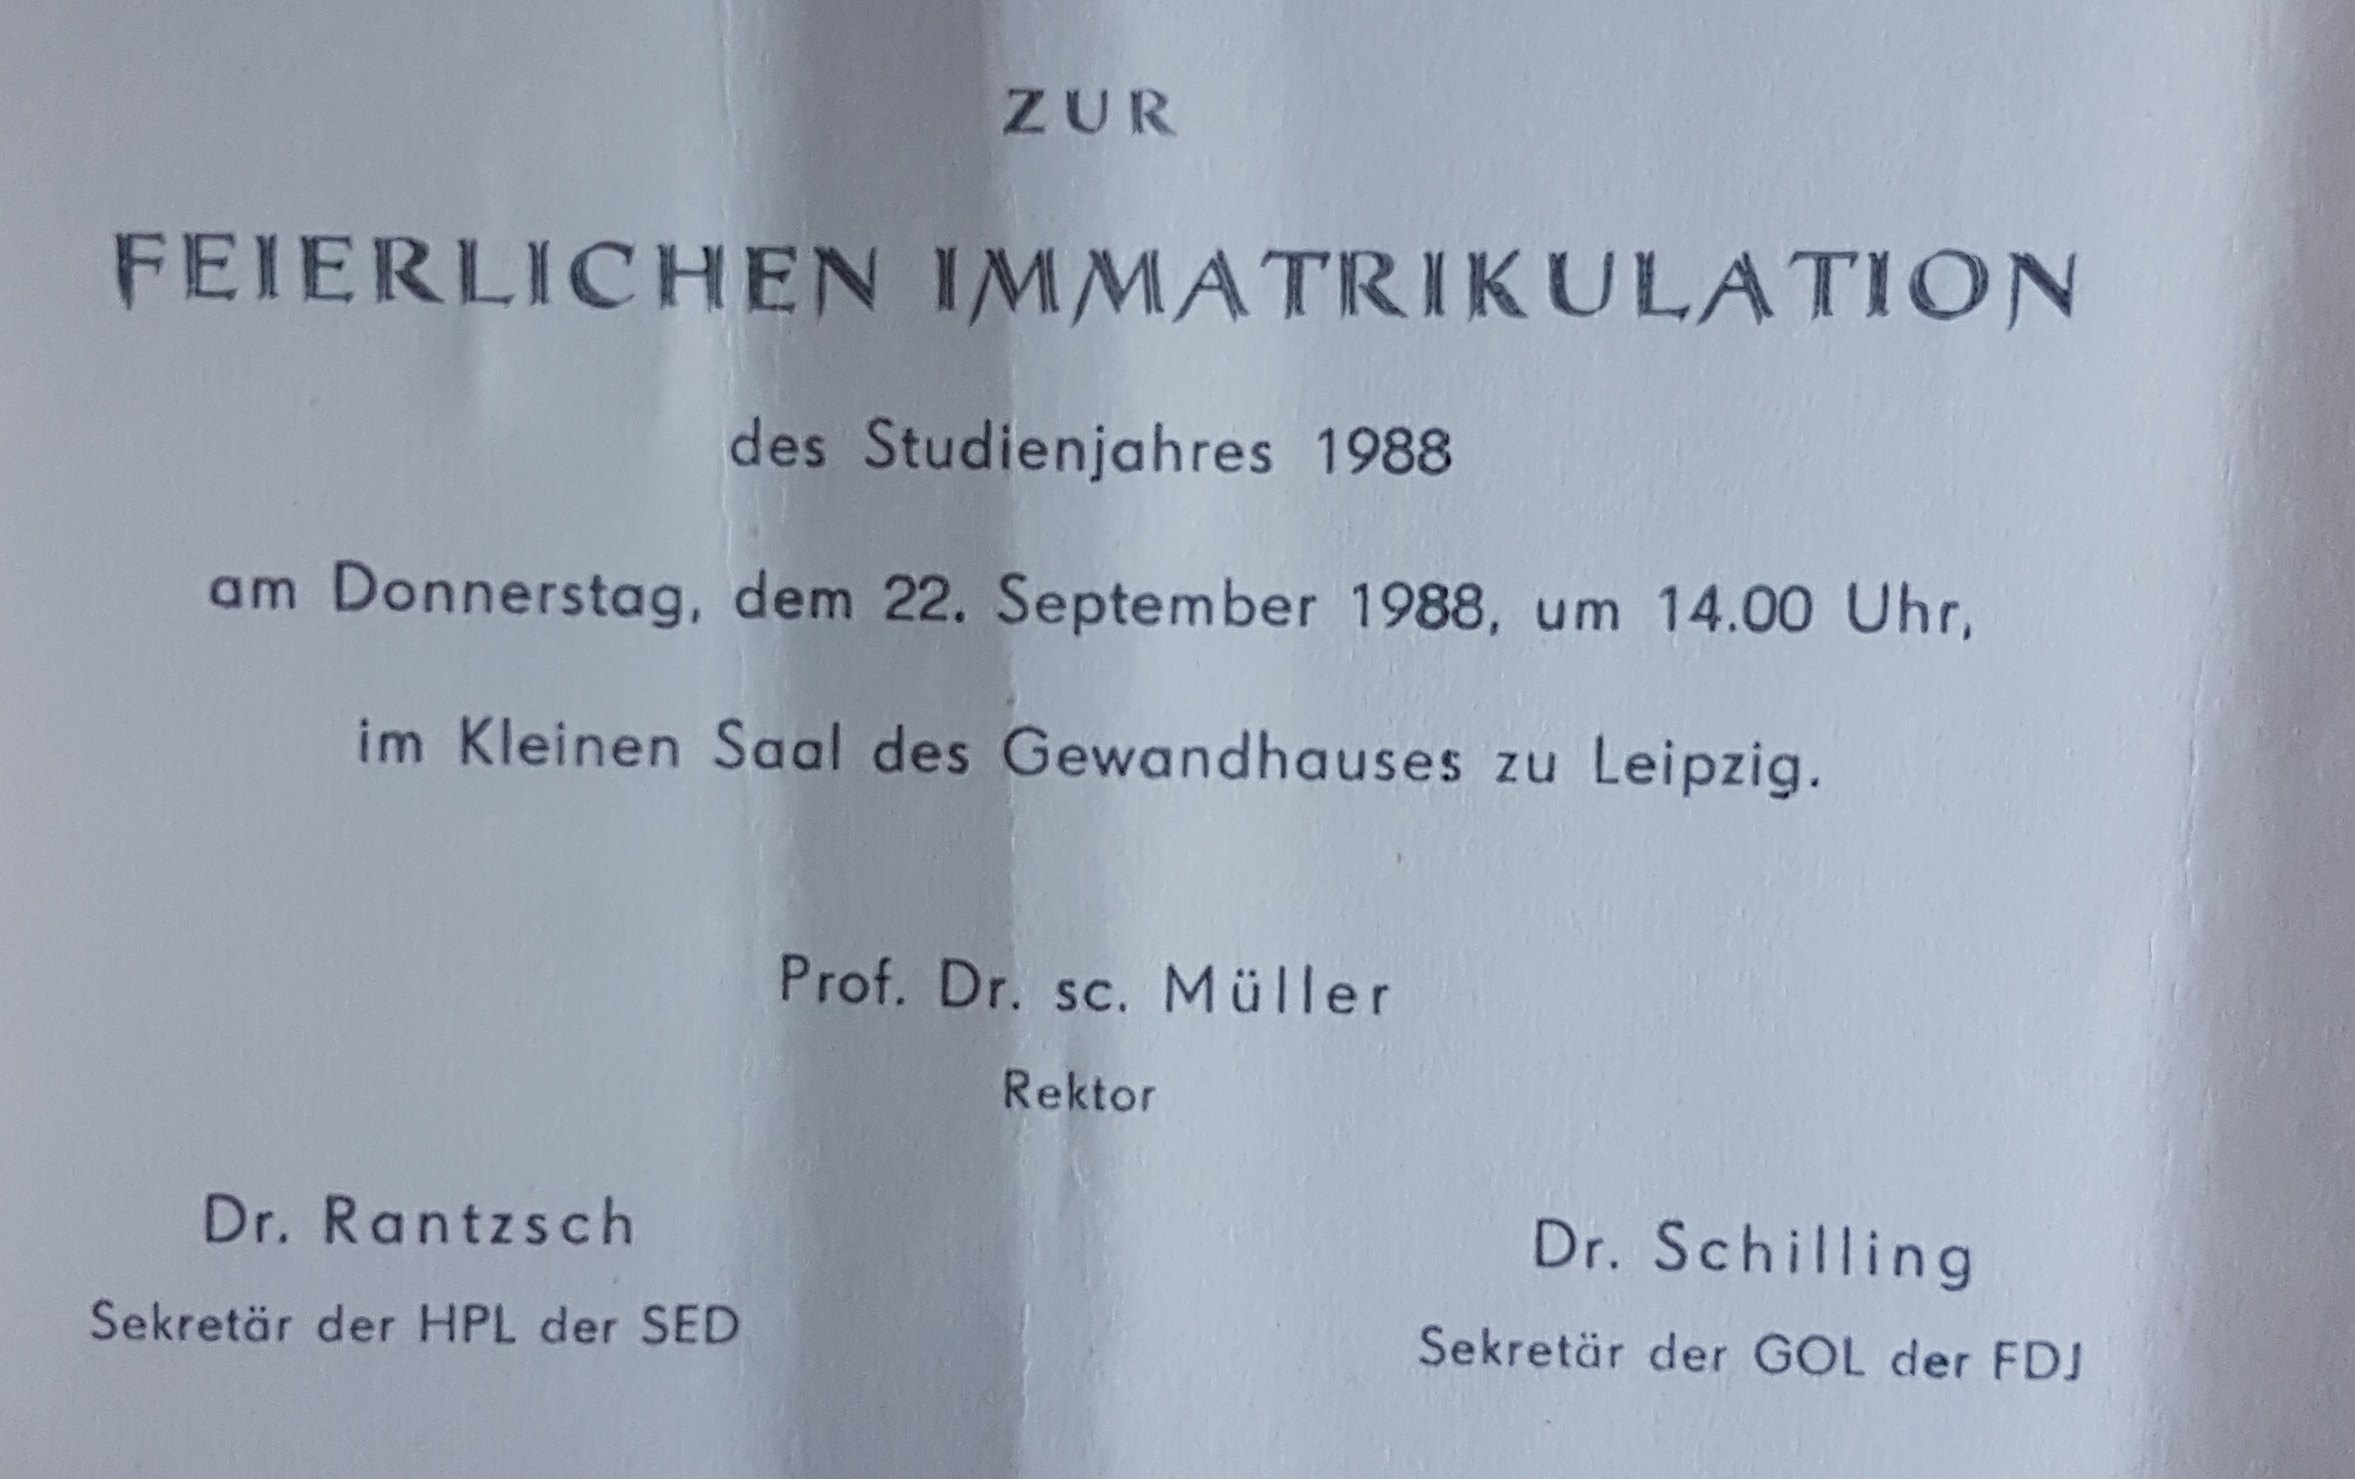 ZUR
FEIERLICHEN IMMATRIKULATION
des Studienjahres 1988
am Donnerstag, dem 22. September 1988, um 14.00 Uhr,
im Kleinen Saal des Gewandhauses zu Leipzig.
Prof. Dr. sc. Müller
Rektor
Dr. Rantzsch
Sekretär der HPL der SED
Dr. Schilling
Sekretär der GOL der FDJ